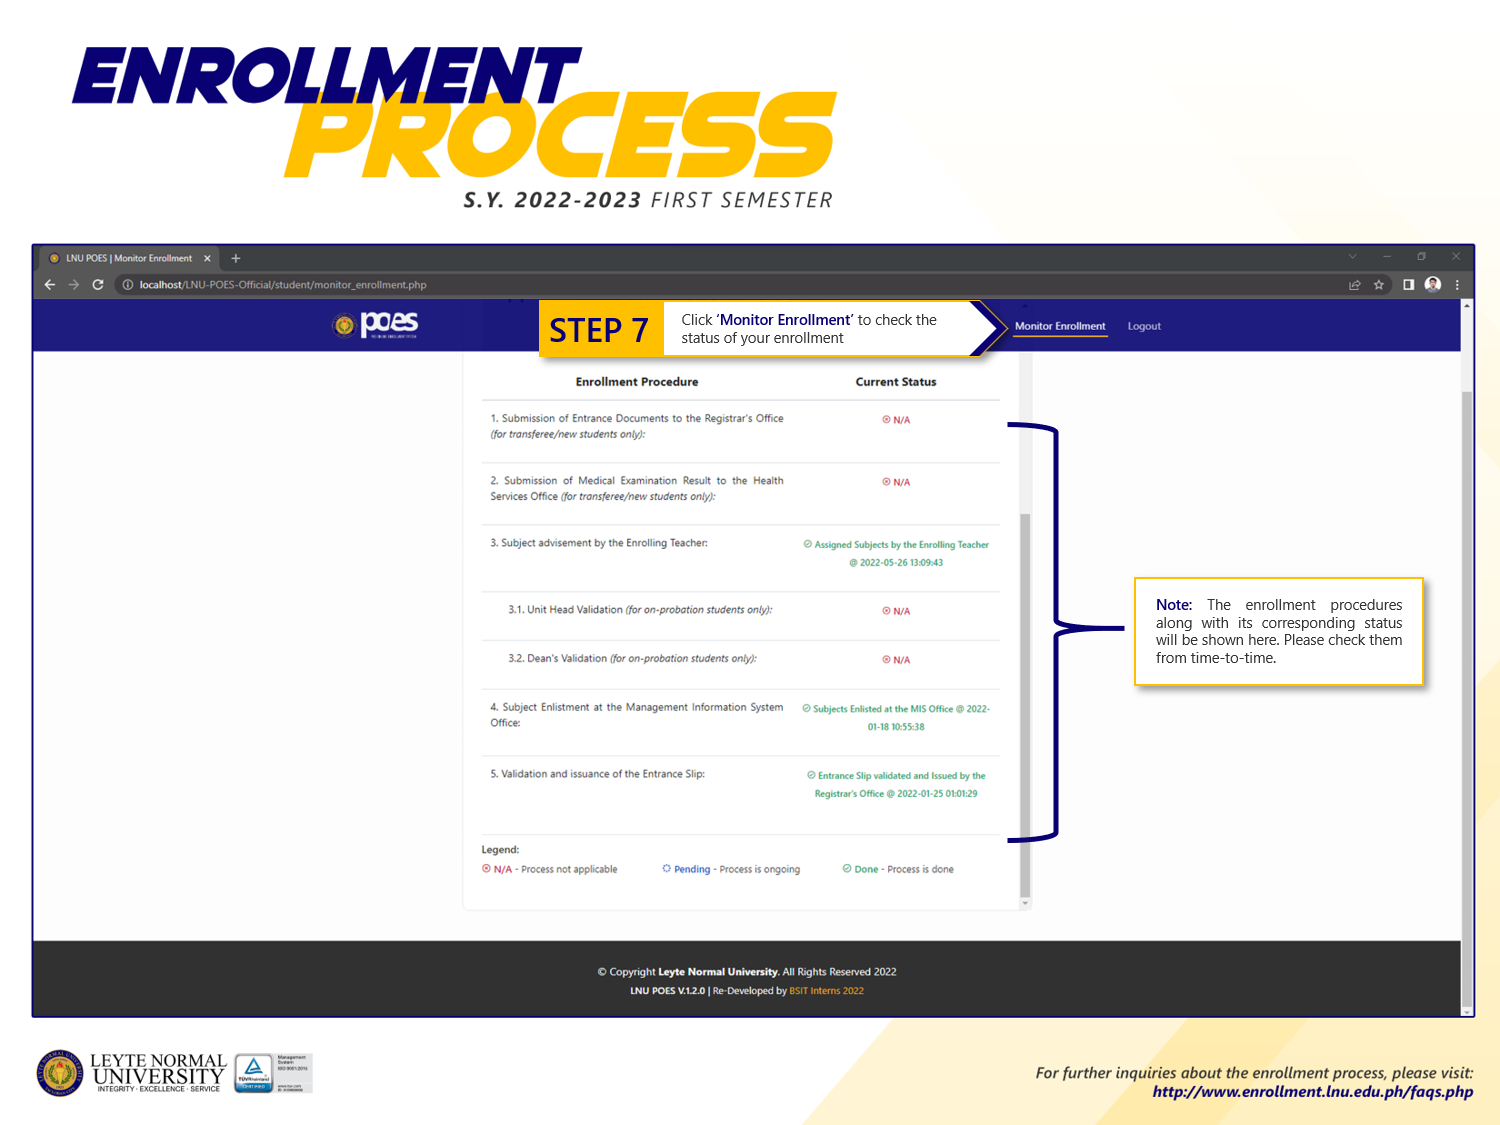 ENROLLMENT
PROCESS
S.Y. 2022-2023 FIRST SEMESTER
LNU POES | Monitor Enrollment
localhost/LNU-POES-Official/student/monitor_enrollment.php
poes
STEP 7
Click ‘Monitor Enrollment’ to check the
status of your enrollment
Monitor Enrollment
Logout
Enrollment Procedure
Current Status
1. Submission of Entrance Documents to the Registrar's Office
(for transferee/new students only):
N/A
2. Submission of Medical Examination Result to the Health
Services Office (for transferee/new students only):
N/A
3. Subject advisement by the Enrolling Teacher:
Assigned Subjects by the Enrolling Teacher
@ 2022-05-26 13:09:43
3.1. Unit Head Validation (for on-probation students only):
N/A
3.2. Dean's Validation (for on-probation students only):
N/A
4. Subject Enlistment at the Management Information System
Office:
Subjects Enlisted at the MIS Office @ 2022-
01-18 10:55:38
5. Validation and issuance of the Entrance Slip:
Entrance Slip validated and Issued by the
Registrar's Office @ 2022-01-25 01:01:29
Legend:
N/A - Process not applicable
Pending - Process is ongoing
Done - Process is done
Note: The enrollment procedures
along with its corresponding status
will be shown here. Please check them
from time-to-time.
© Copyright Leyte Normal University. All Rights Reserved 2022
LNU POES V.1.2.0 | Re-Developed by BSIT Interns 2022
LEYTE NORMAL
UNIVERSITY
INTEGRITY · EXCELLENCE · SERVICE
TÜVRheinland
CERTIFIED
Management
System
ISO 9001:2015
For further inquiries about the enrollment process, please visit:
http://www.enrollment.lnu.edu.ph/faqs.php